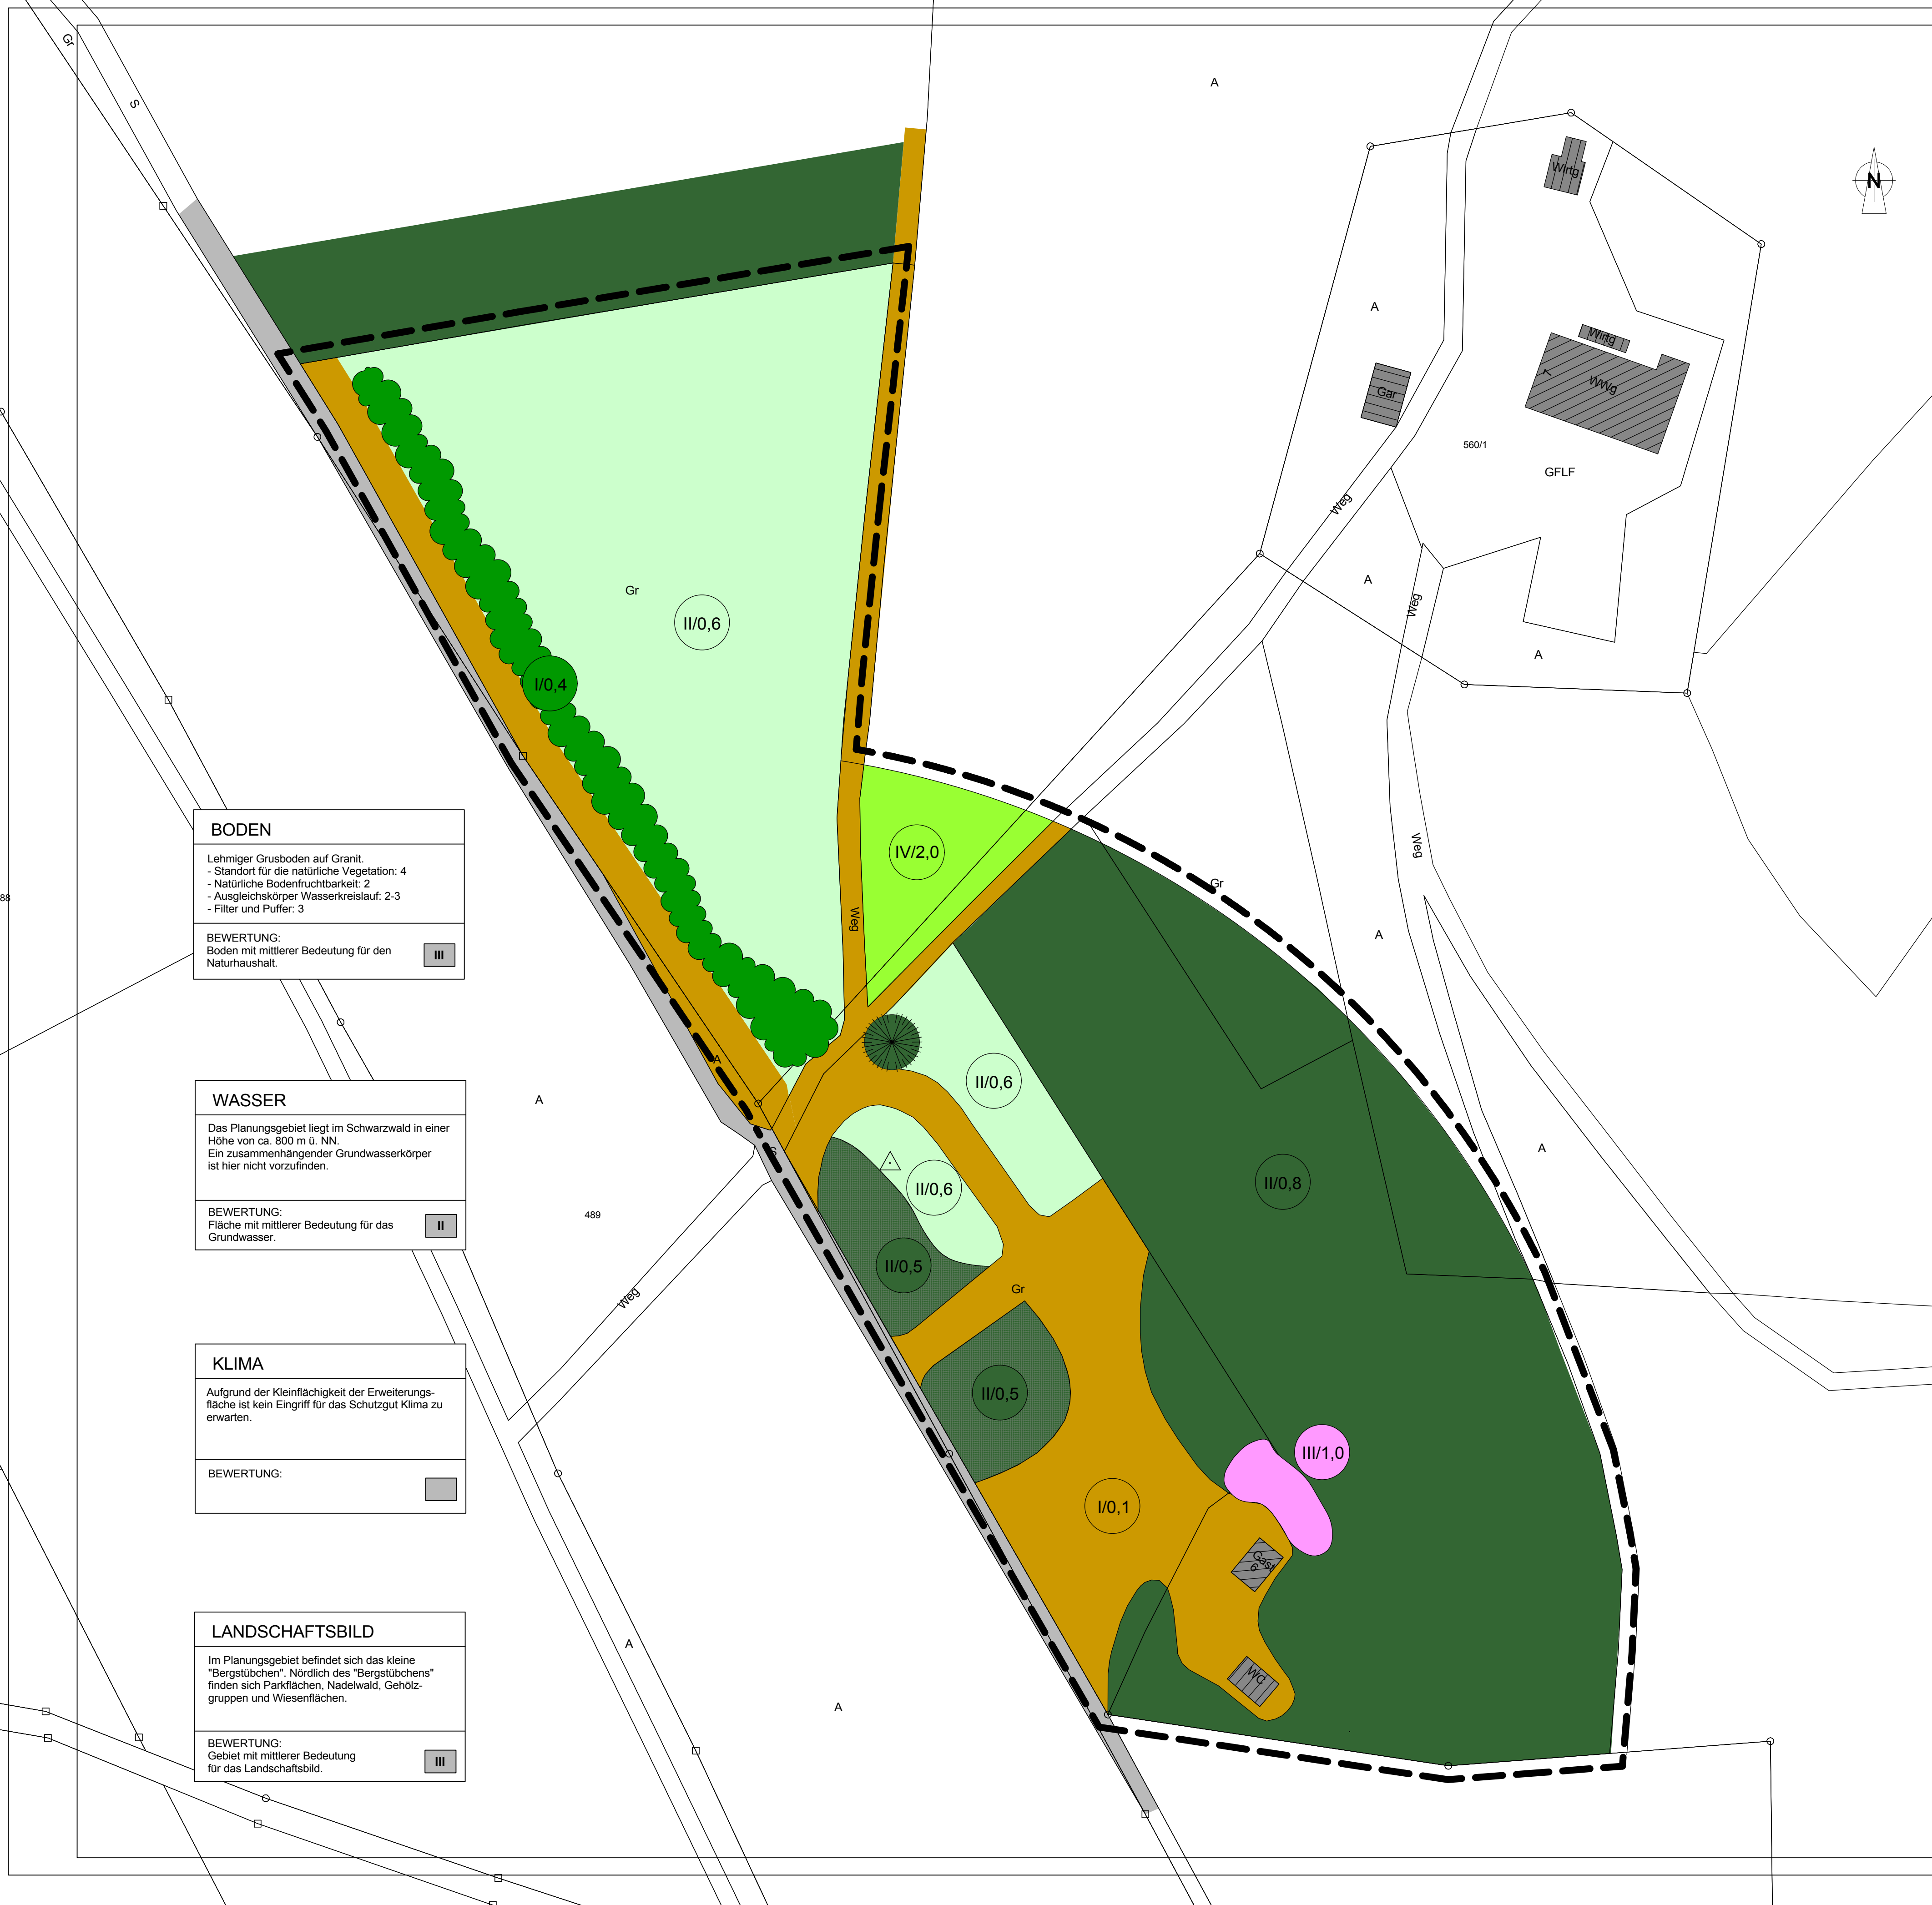 Gr
S
A
Wirtg
N
A
Wirtg
7
WWg
Gar
560/1
GFLF
Weg
A
Weg
Gr
II/0,6
A
I/0,4
IV/2,0
Weg
Weg
Gr
A
88
BODEN
Lehmiger Grusboden auf Granit.
- Standort für die natürliche Vegetation: 4
- Natürliche Bodenfruchtbarkeit: 2
- Ausgleichskörper Wasserkreislauf: 2-3
- Filter und Puffer: 3
BEWERTUNG:
Boden mit mittlerer Bedeutung für den
Naturhaushalt.
III
A
A
II/0,6
WASSER
Das Planungsgebiet liegt im Schwarzwald in einer
Höhe von ca. 800 m ü. NN.
Ein zusammenhängender Grundwasserkörper
ist hier nicht vorzufinden.
BEWERTUNG:
Fläche mit mittlerer Bedeutung für das
Grundwasser.
II
S
A
II/0,6
II/0,8
489
II/0,5
Weg
Gr
KLIMA
Aufgrund der Kleinflächigkeit der Erweiterungs-
fläche ist kein Eingriff für das Schutzgut Klima zu
erwarten.
BEWERTUNG:
II/0,5
III/1,0
I/0,1
Gast
6
WC
A
A
LANDSCHAFTSBILD
Im Planungsgebiet befindet sich das kleine
"Bergstübchen". Nördlich des "Bergstübchens"
finden sich Parkflächen, Nadelwald, Gehölz-
gruppen und Wiesenflächen.
BEWERTUNG:
Gebiet mit mittlerer Bedeutung
für das Landschaftsbild.
III